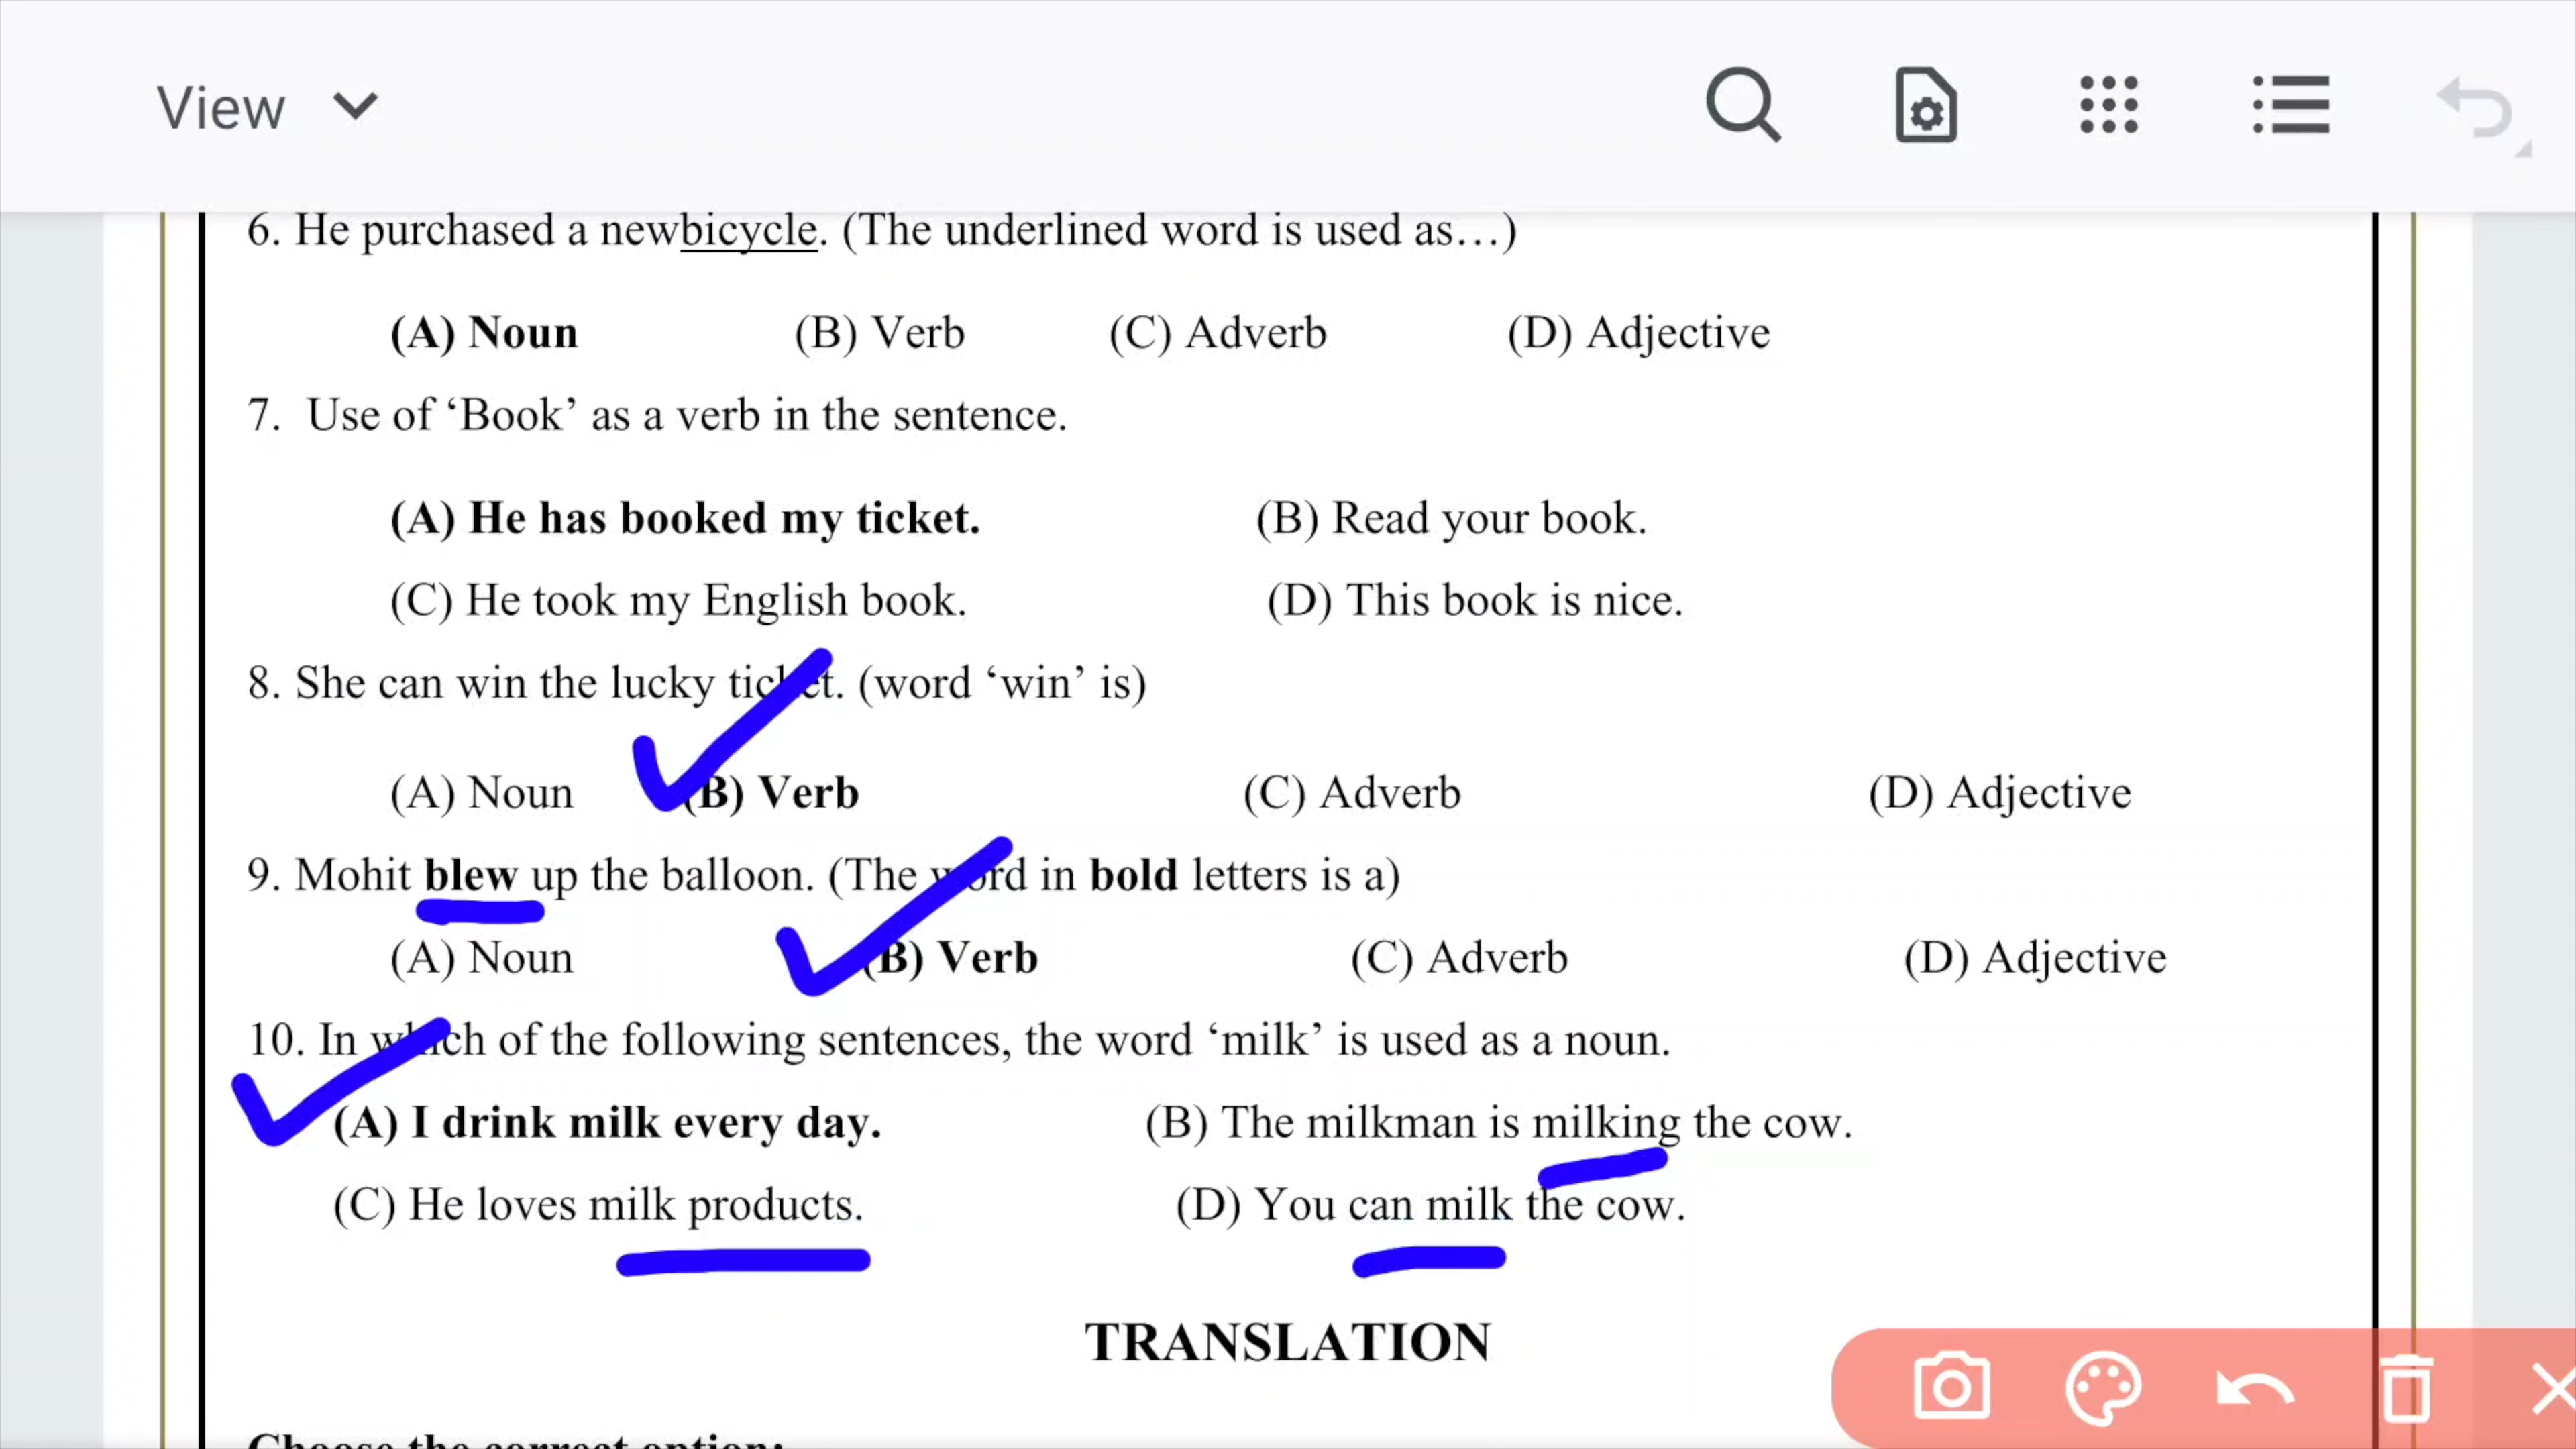 View
6. He purchased a newbicycle. (The underlined word is used as…)
(A) Noun (B) Verb (C) Adverb (D) Adjective
7. Use of ‘Book’ as a verb in the sentence.
(A) He has booked my ticket. (B) Read your book.
(C) He took my English book. (D) This book is nice.
8. She can win the lucky ticket. (word ‘win’ is)
(A) Noun (B) Verb (C) Adverb (D) Adjective
9. Mohit blew up the balloon. (The word in bold letters is a)
(A) Noun (B) Verb (C) Adverb (D) Adjective
10. In which of the following sentences, the word ‘milk’ is used as a noun.
(A) I drink milk every day. (B) The milkman is milking the cow.
(C) He loves milk products. (D) You can milk the cow.
TRANSLATION
Choose the correct option: